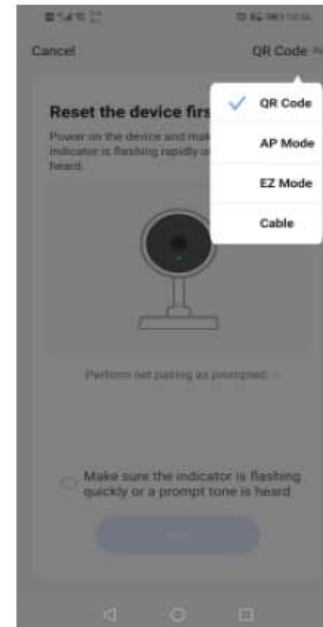 Cancel
QR Code
QR Code
AP Mode
EZ Mode
Cable
Reset the device firs
Power on the device and mak
indicator is flashing rapidly o
heard.
Perform net pairing as prompted.
Make sure the indicator is flashing
quickly or a prompt tone is heard